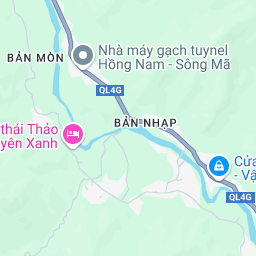 BẢN MÒN
Nhà máy gạch tuynel
Hồng Nam - Sông Mã
QL4G
BẢN NHẠP
thái Thảo
yên Xanh
Cửa
- Vậ
QL4G